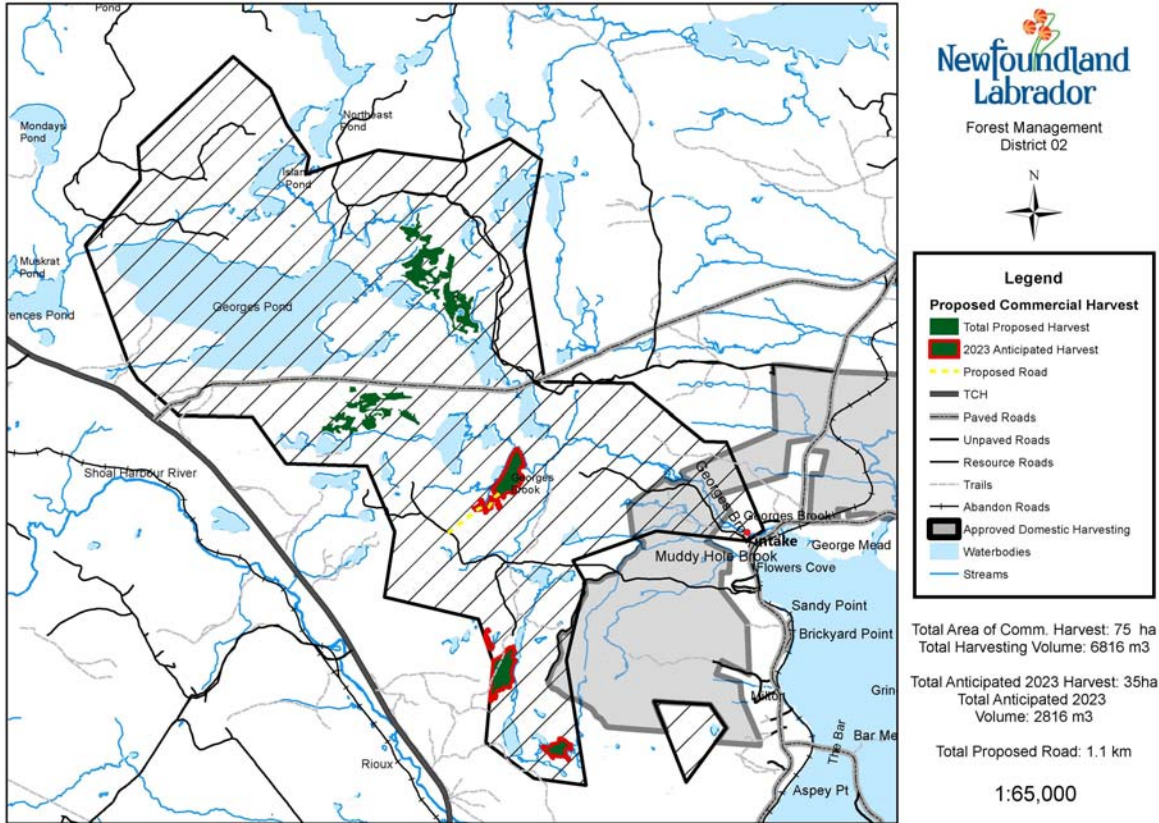 Pond
Mondays
Pond
Northeast
Pond
Island
Pond
Muskrat
Pond
rences Pond
Georges Pond
Shoal Harbour River
Georges
Brook
Georges Bro
Georges Brook
Intake
George Mead
Muddy Hole Brook
Flowers Cove
Sandy Point
Brickyard Point
Milton
Grin
The Bar
Bar Me
Rioux
Aspey Pt
Newfoundland
Labrador
Forest Management
District 02
N
Legend
Proposed Commercial Harvest
Total Proposed Harvest
2023 Anticipated Harvest
Proposed Road
TCH
Paved Roads
Unpaved Roads
Resource Roads
Trails
Abandon Roads
Approved Domestic Harvesting
Waterbodies
Streams
Total Area of Comm. Harvest: 75 ha
Total Harvesting Volume: 6816 m3
Total Anticipated 2023 Harvest: 35ha
Total Anticipated 2023
Volume: 2816 m3
Total Proposed Road: 1.1 km
1:65,000